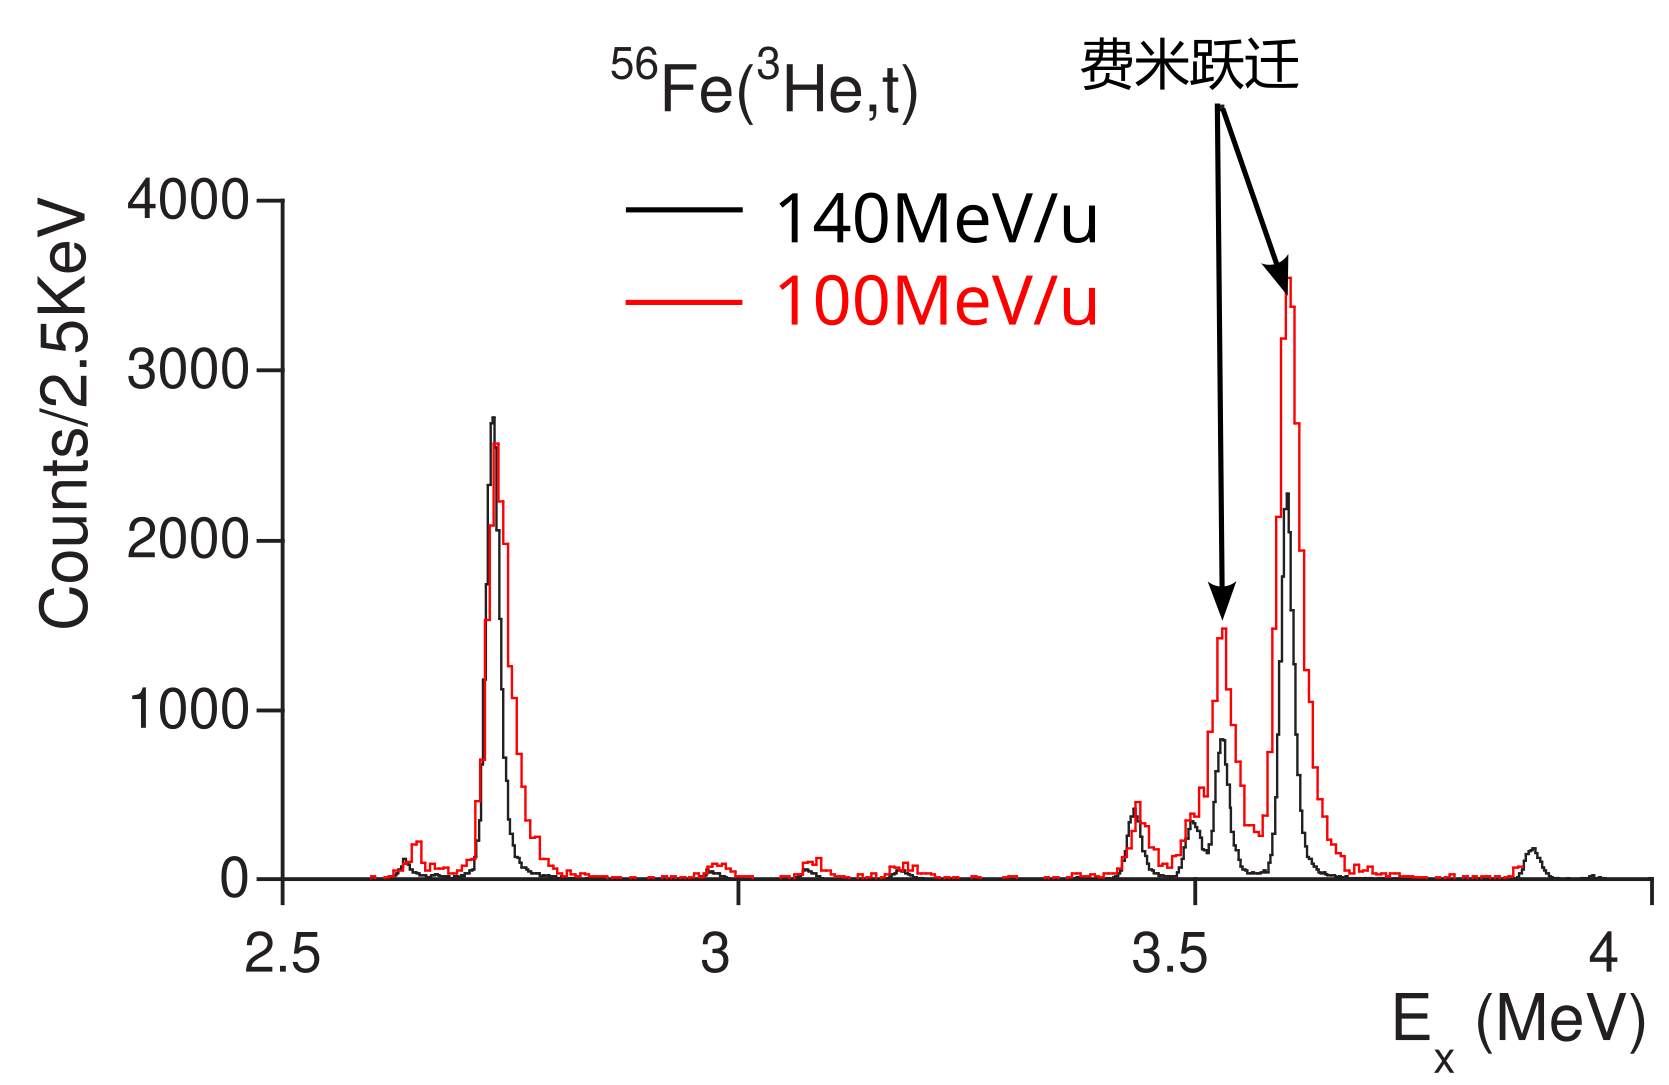 费米跃迁
⁵⁶Fe(³He,t)
140MeV/u
100MeV/u
Counts/2.5KeV
4000
3000
2000
1000
0
2.5 3 3.5 4
Eₓ (MeV)